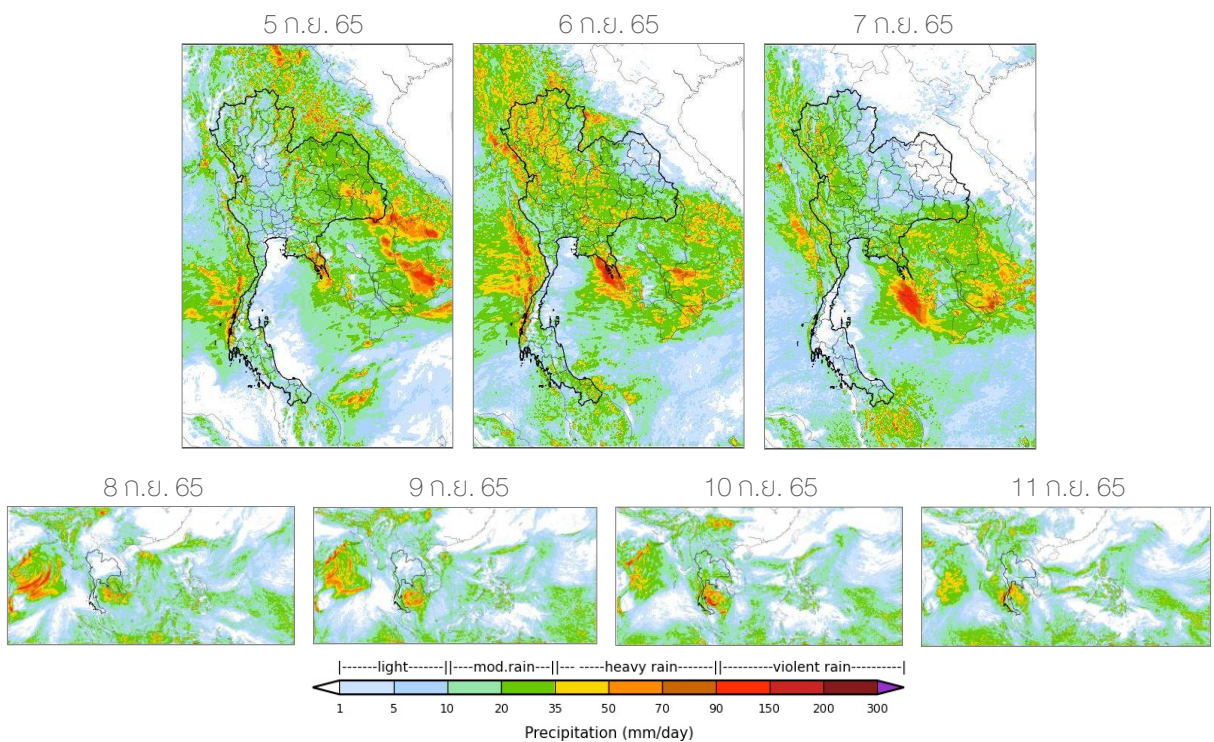 5 ก.ย. 65 6 ก.ย. 65 7 ก.ย. 65
8 ก.ย. 65 9 ก.ย. 65 10 ก.ย. 65 11 ก.ย. 65
|-------light-------||----mod.rain---||--- -----heavy rain-------||-----------violent rain-----------|
1 5 10 20 35 50 70 90 150 200 300
Precipitation (mm/day)